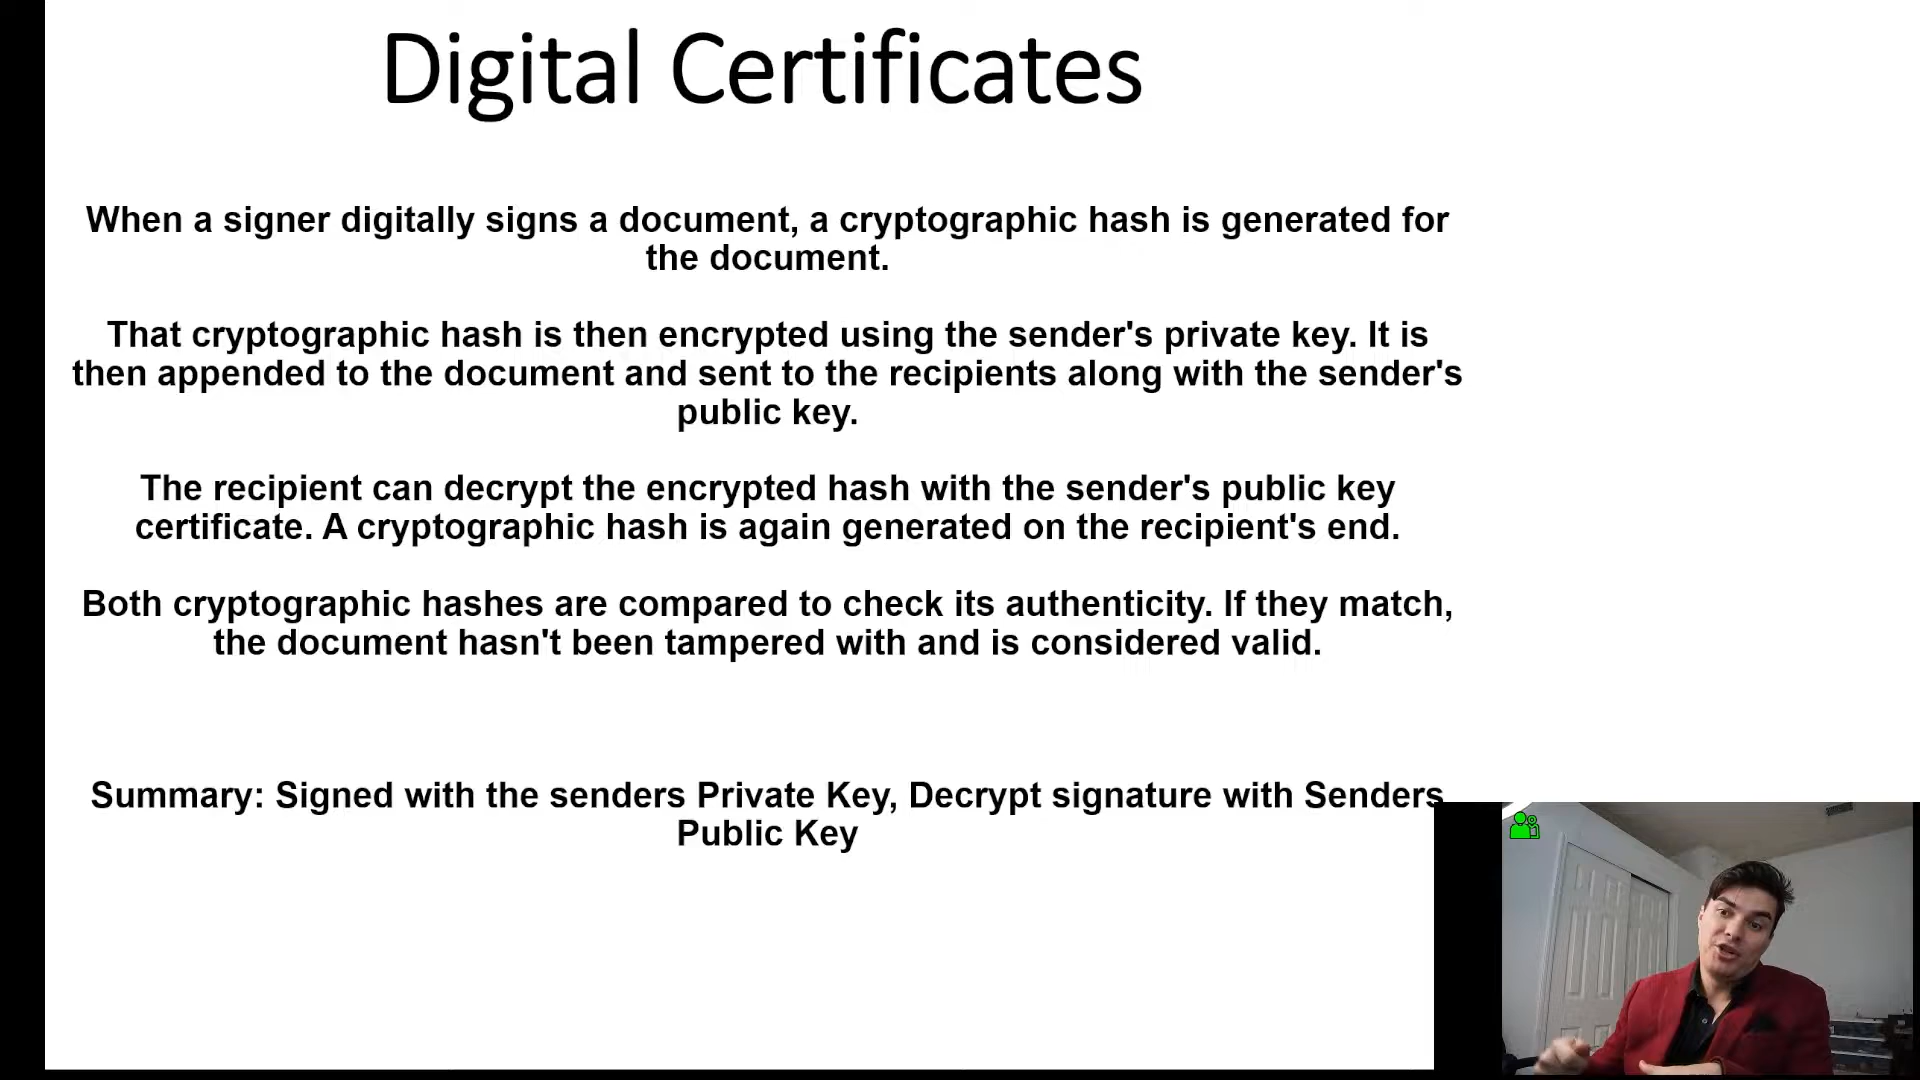 Digital Certificates
When a signer digitally signs a document, a cryptographic hash is generated for
the document.
That cryptographic hash is then encrypted using the sender's private key. It is
then appended to the document and sent to the recipients along with the sender's
public key.
The recipient can decrypt the encrypted hash with the sender's public key
certificate. A cryptographic hash is again generated on the recipient's end.
Both cryptographic hashes are compared to check its authenticity. If they match,
the document hasn't been tampered with and is considered valid.
Summary: Signed with the senders Private Key, Decrypt signature with Senders
Public Key